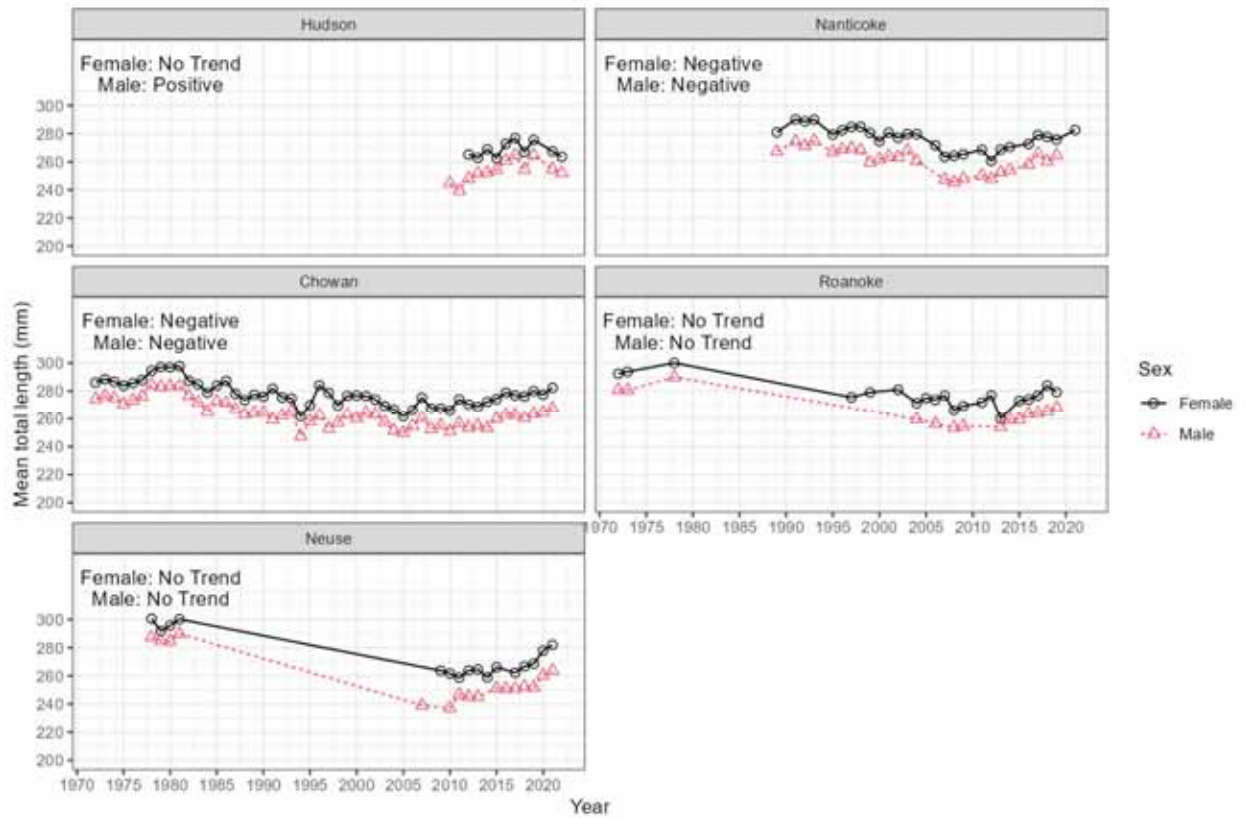 Hudson
Nanticoke
Female: No Trend
Male: Positive
Female: Negative
Male: Negative
300
280
260
240
220
200
Chowan
Roanoke
Female: Negative
Male: Negative
Female: No Trend
Male: No Trend
300
280
260
240
220
200
Mean total length (mm)
Sex
Female
Male
1970 1975 1980 1985 1990 1995 2000 2005 2010 2015 2020
Neuse
Female: No Trend
Male: No Trend
300
280
260
240
220
200
1970 1975 1980 1985 1990 1995 2000 2005 2010 2015 2020
Year